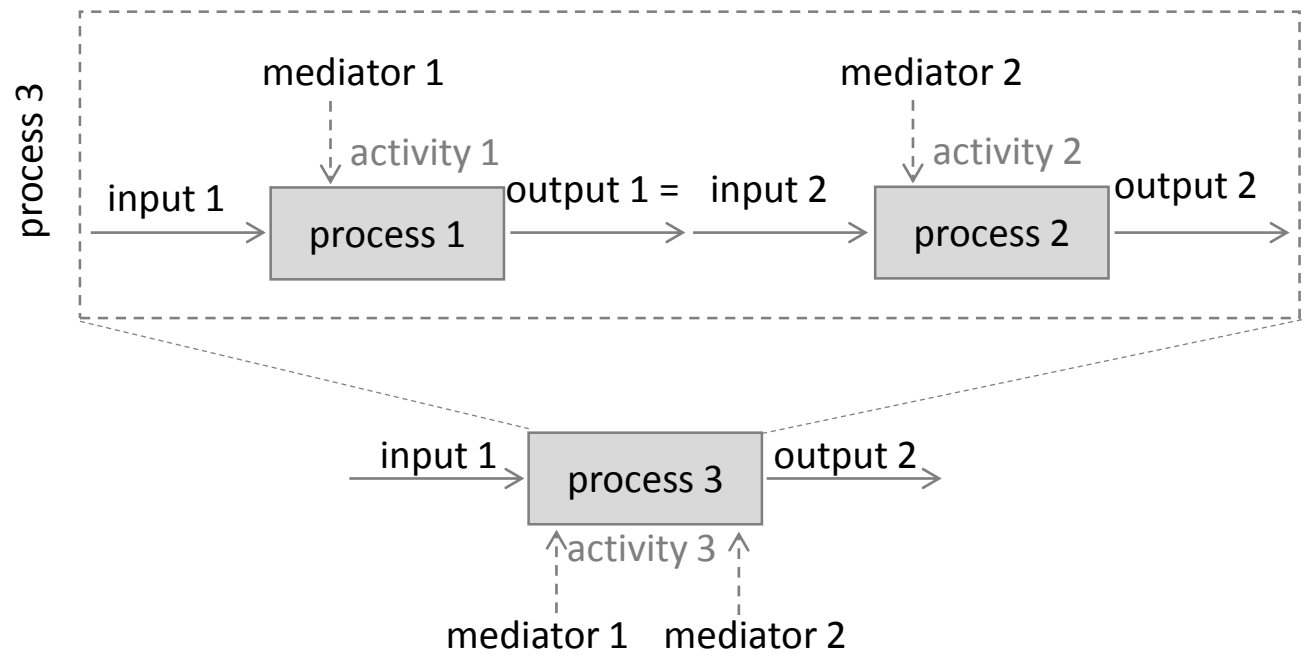 process 3
mediator 1
mediator 2
activity 1
activity 2
input 1
output 1 =
input 2
output 2
process 1
process 2
input 1
output 2
process 3
activity 3
mediator 1
mediator 2